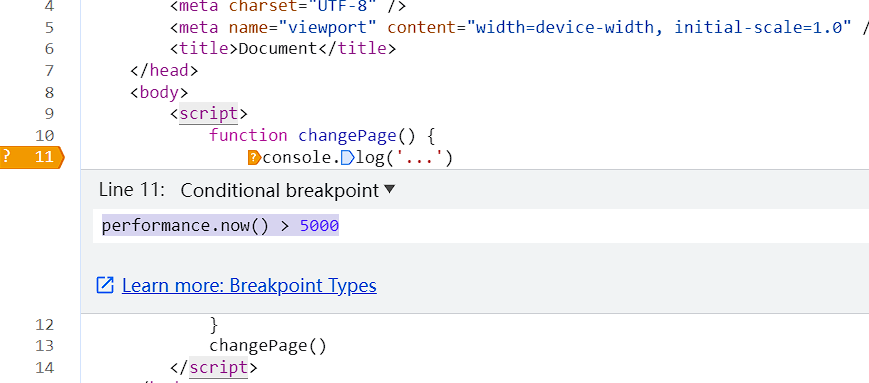 4 <meta charset="UTF-8" />
5 <meta name="viewport" content="width=device-width, initial-scale=1.0" /
6 <title>Document</title>
7 </head>
8 <body>
9 <script>
10 function changePage() {
? 11 ?console.log('...')
Line 11: Conditional breakpoint
performance.now() > 5000
Learn more: Breakpoint Types
12 }
13 changePage()
14 </script>